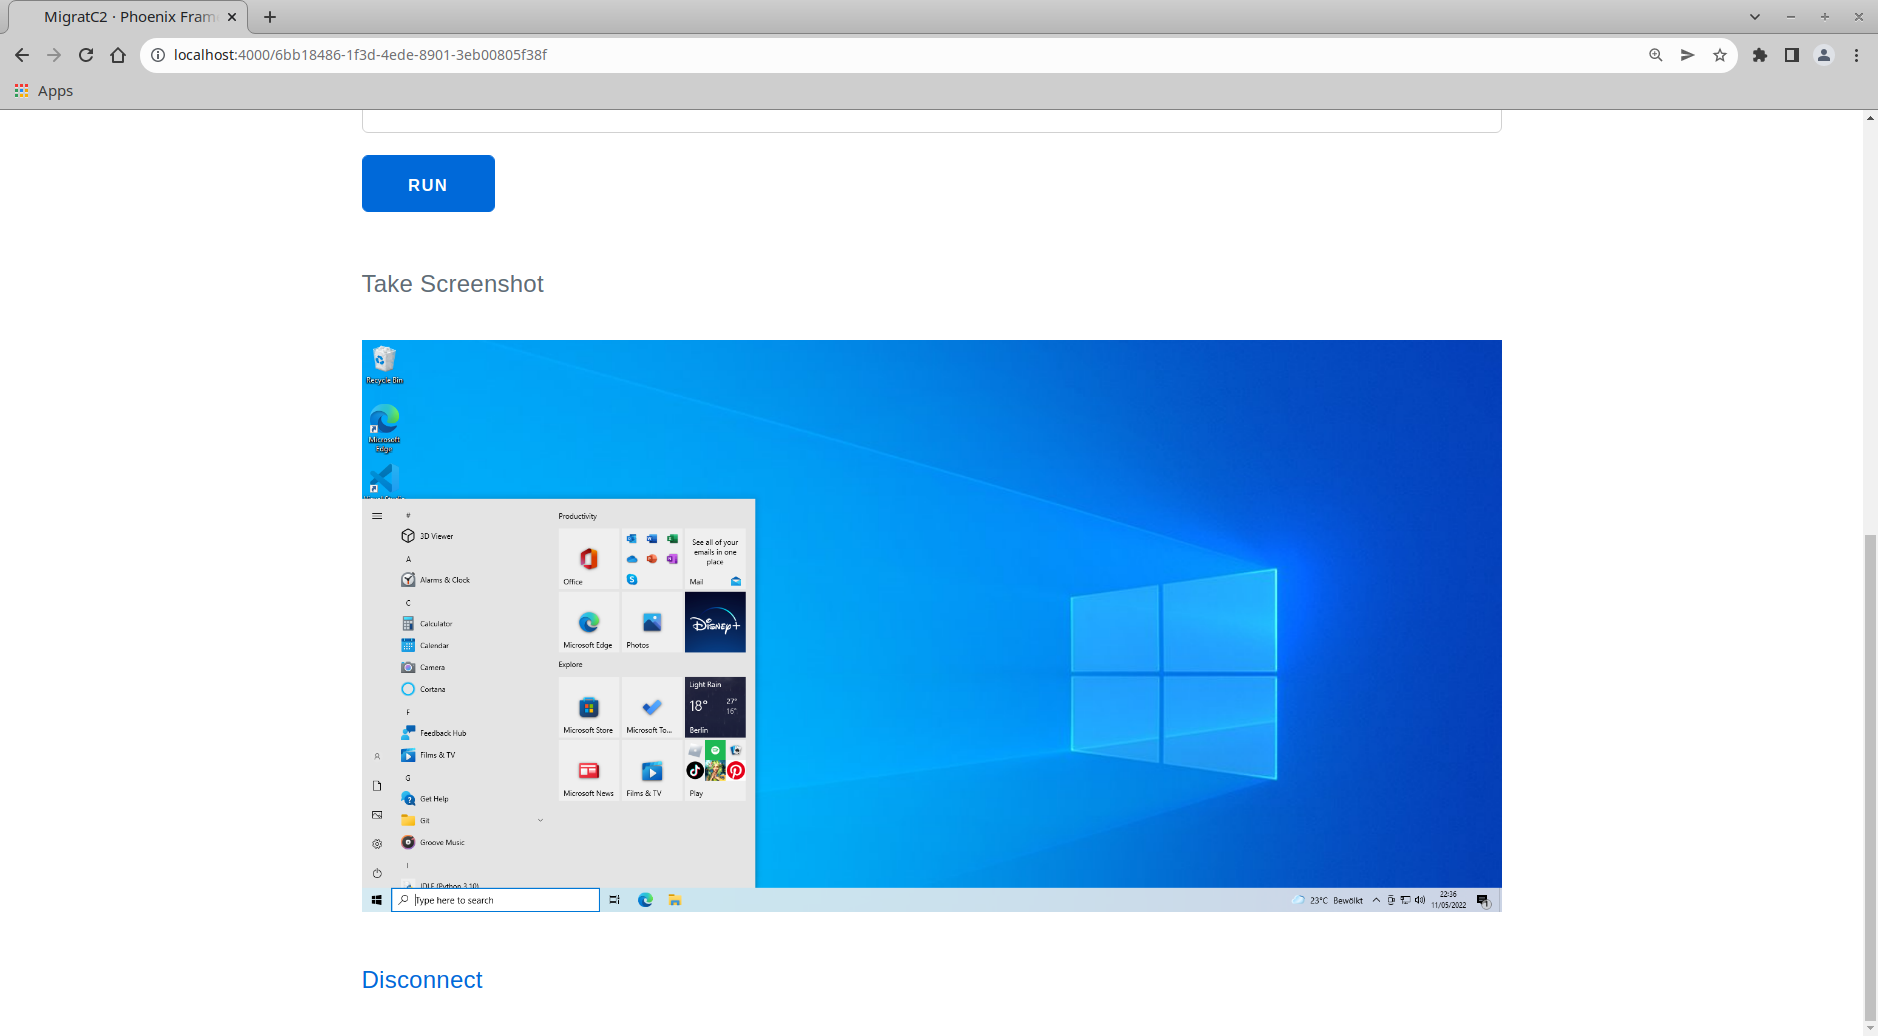 MigratC2 · Phoenix Fram
localhost:4000/6bb18486-1f3d-4ede-8901-3eb00805f38f
Apps
RUN
Take Screenshot
Recycle Bin
Microsoft
Edge
#
3D Viewer
A
Alarms & Clock
C
Calculator
Calendar
Camera
Cortana
F
Feedback Hub
Films & TV
G
Get Help
Git
Groove Music
I
IDLE (Python 3.10)
Productivity
Office
See all of your
emails in one
place
Mail
Microsoft Edge
Photos
Disney+
Explore
Microsoft Store
Microsoft To...
Light Rain
18°
27°
16°
Berlin
Microsoft News
Films & TV
Play
Type here to search
23°C Bewölkt
22:36
11/05/2022
1
Disconnect